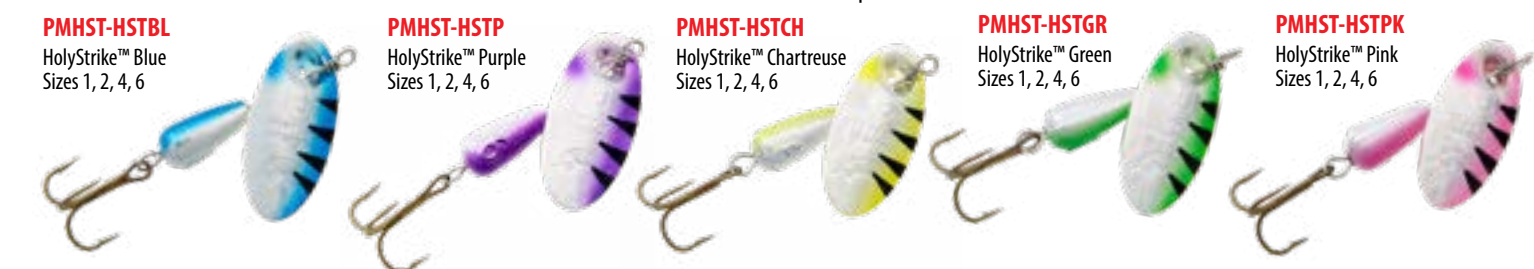 PMHST-HSTBL
HolyStrike™ Blue
Sizes 1, 2, 4, 6
PMHST-HSTP
HolyStrike™ Purple
Sizes 1, 2, 4, 6
PMHST-HSTCH
HolyStrike™ Chartreuse
Sizes 1, 2, 4, 6
PMHST-HSTGR
HolyStrike™ Green
Sizes 1, 2, 4, 6
PMHST-HSTPK
HolyStrike™ Pink
Sizes 1, 2, 4, 6